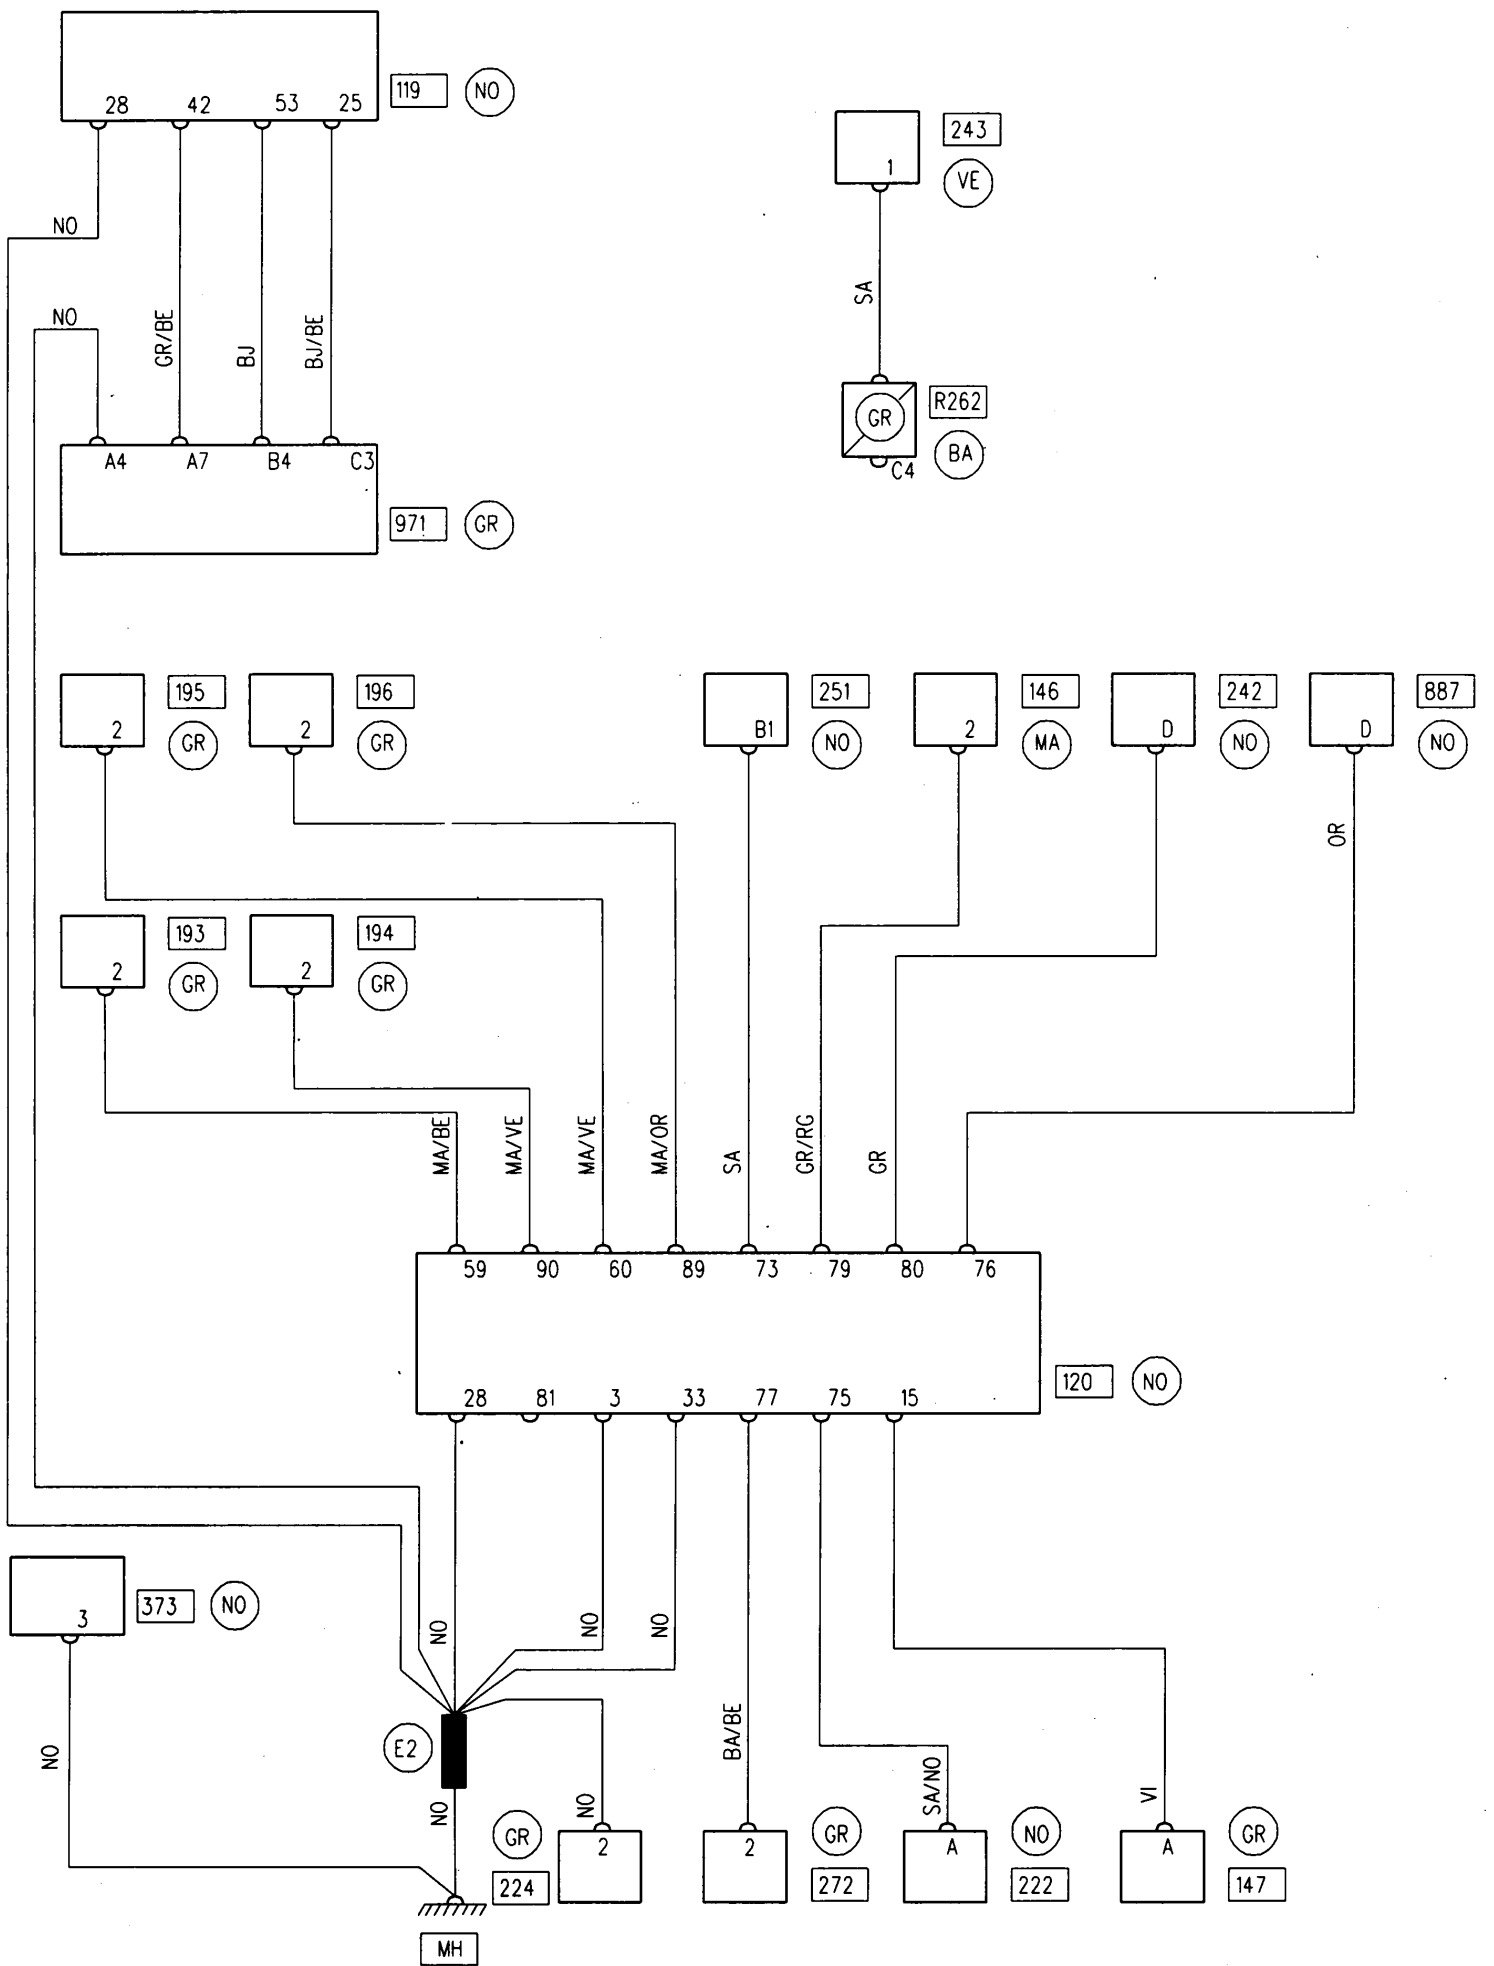 28 42 53 25
119 NO
243
1
VE
NO
SA
NO
GR/BE
BJ
BJ/BE
GR
R262
BA
C4
A4 A7 B4 C3
971 GR
195 196 251 146 242 887
2 2 B1 2 D D
GR GR NO MA NO NO
OR
193 194
2 2
GR GR
MA/BE MA/VE MA/VE MA/OR SA GR/RG GR
59 90 60 89 73 79 80 76
120 NO
28 81 3 33 77 75 15
373 NO
3
NO NO NO
NO
E2
BA/BE
SA/NO
VI
NO
NO
GR GR NO GR
2 2 A A
224 272 222 147
MH